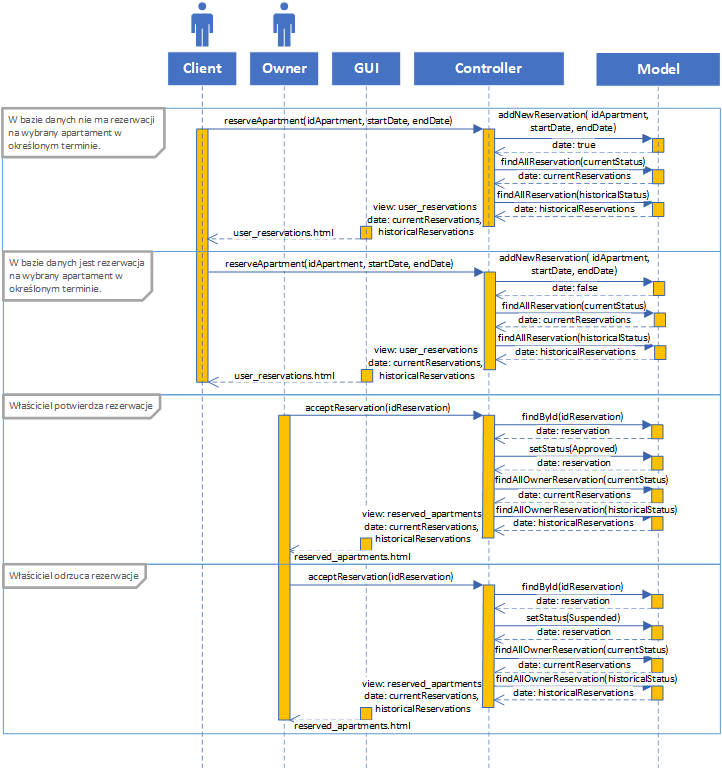 Client
Owner
GUI
Controller
Model
W bazie danych nie ma rezerwacji
na wybrany apartament w
określonym terminie.
reserveApartment(idApartment, startDate, endDate)
addNewReservation( idApartment,
startDate, endDate)
date: true
findAllReservation(currentStatus)
date: currentReservations
findAllReservation(historicalStatus)
date: historicalReservations
view: user_reservations
date: currentReservations,
historicalReservations
user_reservations.html
W bazie danych jest rezerwacja
na wybrany apartament w
określonym terminie.
reserveApartment(idApartment, startDate, endDate)
addNewReservation( idApartment,
startDate, endDate)
date: false
findAllReservation(currentStatus)
date: currentReservations
findAllReservation(historicalStatus)
date: historicalReservations
view: user_reservations
date: currentReservations,
historicalReservations
user_reservations.html
Właściciel potwierdza rezerwacje
acceptReservation(idReservation)
findById(idReservation)
date: reservation
setStatus(Approved)
date: reservation
findAllOwnerReservation(currentStatus)
date: currentReservations
findAllOwnerReservation(historicalStatus)
date: historicalReservations
view: reserved_apartments
date: currentReservations,
historicalReservations
reserved_apartments.html
Właściciel odrzuca rezerwacje
acceptReservation(idReservation)
findById(idReservation)
date: reservation
setStatus(Suspended)
date: reservation
findAllOwnerReservation(currentStatus)
date: currentReservations
findAllOwnerReservation(historicalStatus)
date: historicalReservations
view: reserved_apartments
date: currentReservations,
historicalReservations
reserved_apartments.html